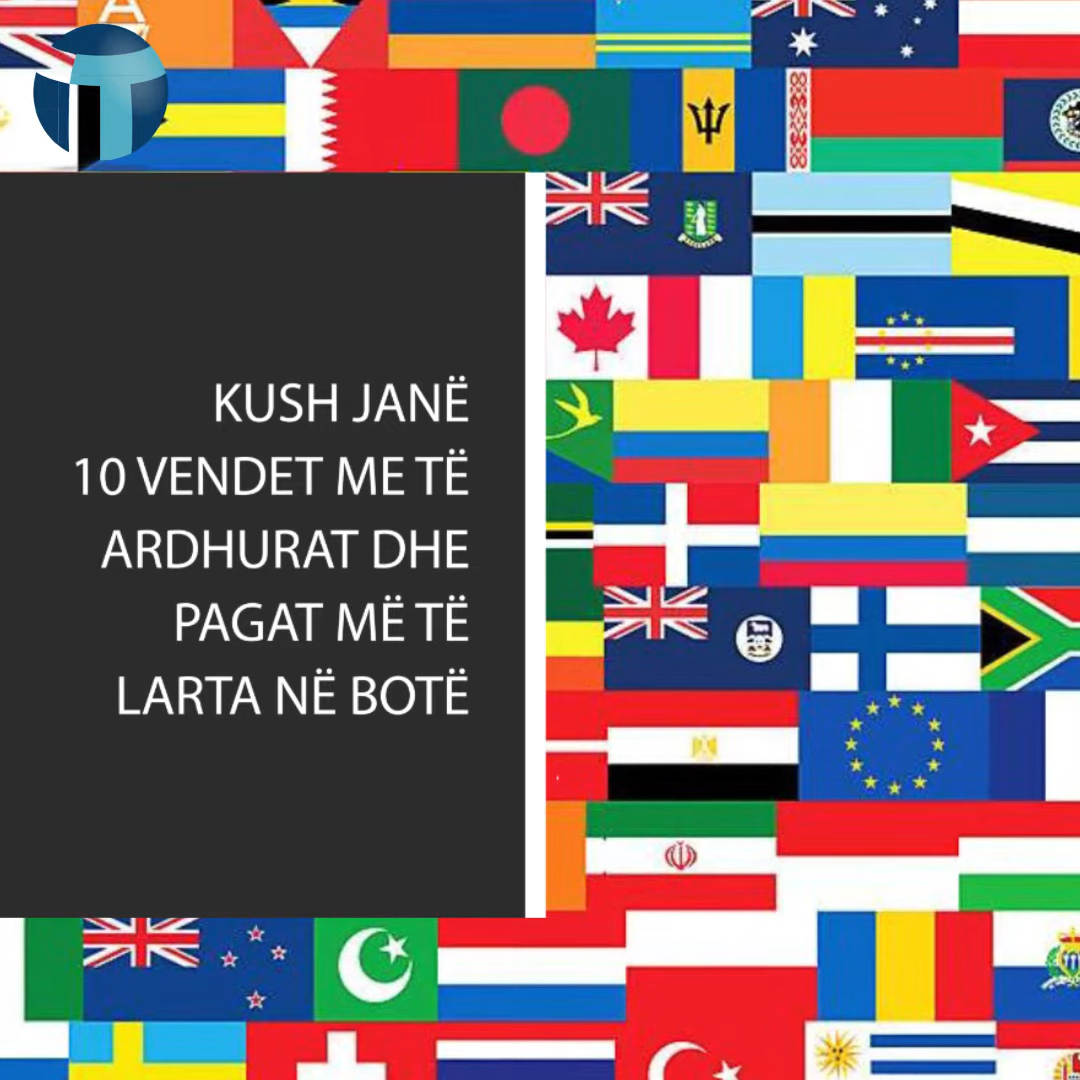 KUSH JANË
10 VENDET ME TË
ARDHURAT DHE
PAGAT MË TË
LARTA NË BOTË